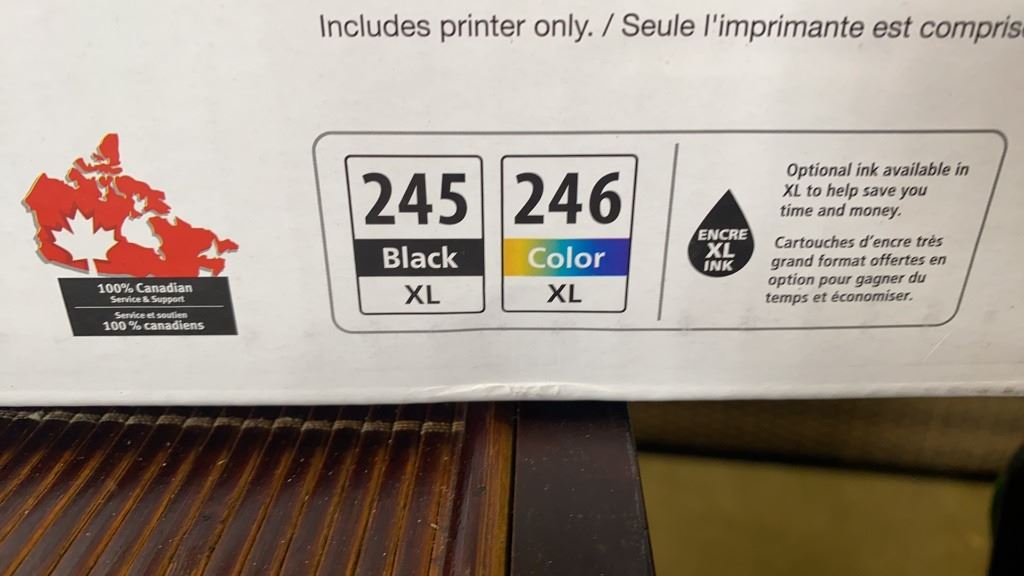 Includes printer only. / Seule l'imprimante est compris
245
Black
XL
246
Color
XL
ENCRE
XL
INK
Optional ink available in
XL to help save you
time and money.
Cartouches d'encre très
grand format offertes en
option pour gagner du
temps et économiser.
100% Canadian
Service & Support
Service et soutien
100 % canadiens